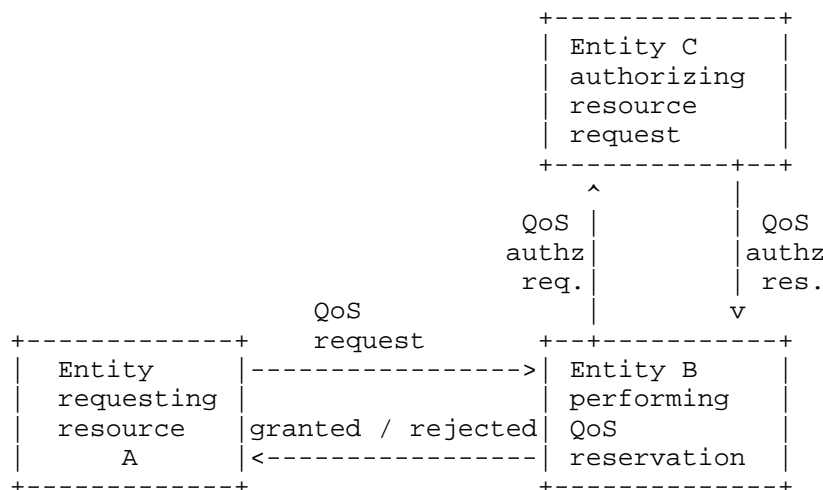 Entity C
authorizing
resource
request
QoS QoS
authz authz
req. res.
QoS
request
Entity
requesting
resource
A
granted / rejected
Entity B
performing
QoS
reservation